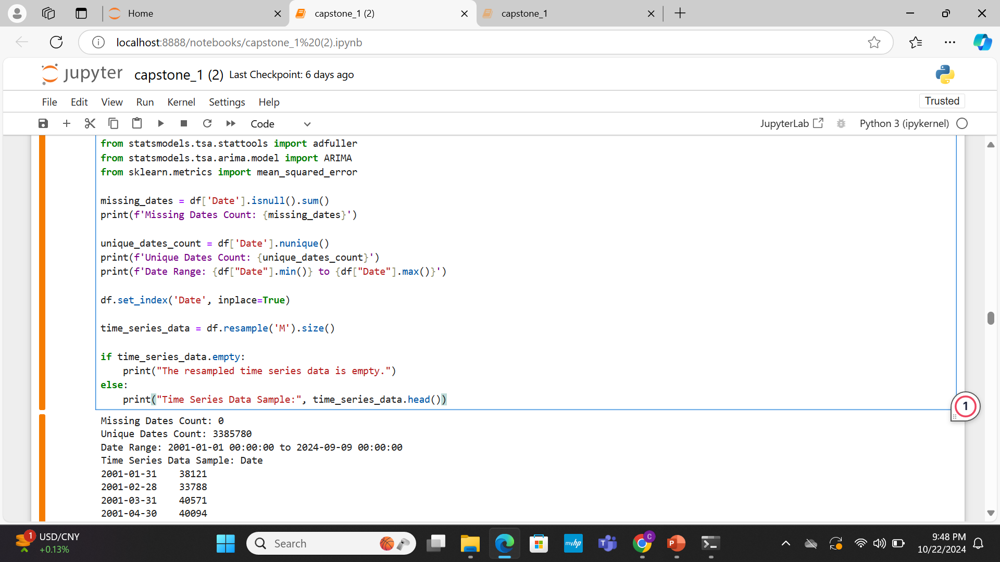 Home
capstone_1 (2)
capstone_1
localhost:8888/notebooks/capstone_1%20(2).ipynb
jupyter capstone_1 (2) Last Checkpoint: 6 days ago
File Edit View Run Kernel Settings Help
Trusted
Code
JupyterLab
Python 3 (ipykernel)
from statsmodels.tsa.stattools import adfuller
from statsmodels.tsa.arima.model import ARIMA
from sklearn.metrics import mean_squared_error
missing_dates = df['Date'].isnull().sum()
print(f'Missing Dates Count: {missing_dates}')
unique_dates_count = df['Date'].nunique()
print(f'Unique Dates Count: {unique_dates_count}')
print(f'Date Range: {df["Date"].min()} to {df["Date"].max()}')
df.set_index('Date', inplace=True)
time_series_data = df.resample('M').size()
if time_series_data.empty:
    print("The resampled time series data is empty.")
else:
    print("Time Series Data Sample:", time_series_data.head())
1
Missing Dates Count: 0
Unique Dates Count: 3385780
Date Range: 2001-01-01 00:00:00 to 2024-09-09 00:00:00
Time Series Data Sample: Date
2001-01-31    38121
2001-02-28    33788
2001-03-31    40571
2001-04-30    40094
1
USD/CNY
+0.13%
Search
myhp
T
C
P
9:48 PM
10/22/2024